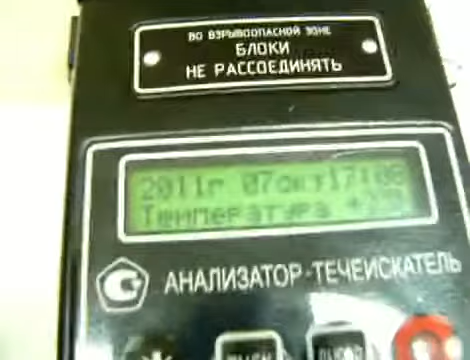 ВО ВЗРЫВООПАСНОЙ ЗОНЕ
БЛОКИ
НЕ РАССОЕДИНЯТЬ
2011г 07окт17:08
Температура
АНАЛИЗАТОР-ТЕЧЕИСКАТЕЛЬ